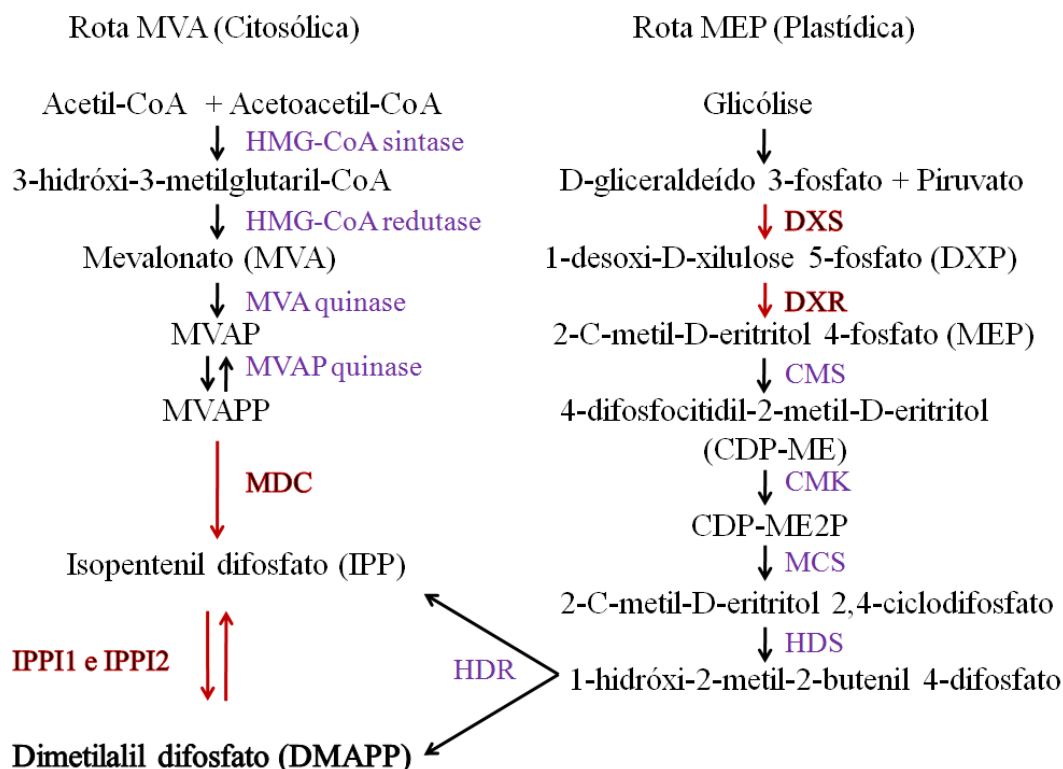 Rota MVA (Citosólica)
Acetil-CoA + Acetoacetil-CoA
HMG-CoA sintase
3-hidróxi-3-metilglutaril-CoA
HMG-CoA redutase
Mevalonato (MVA)
MVA quinase
MVAP
MVAP quinase
MVAPP
MDC
Isopentenil difosfato (IPP)
IPPI1 e IPPI2
Dimetilalil difosfato (DMAPP)
Rota MEP (Plastídica)
Glicólise
D-gliceraldeído 3-fosfato + Piruvato
DXS
1-desoxi-D-xilulose 5-fosfato (DXP)
DXR
2-C-metil-D-eritritol 4-fosfato (MEP)
CMS
4-difosfocitidil-2-metil-D-eritritol
(CDP-ME)
CMK
CDP-ME2P
MCS
2-C-metil-D-eritritol 2,4-ciclodifosfato
HDS
1-hidróxi-2-metil-2-butenil 4-difosfato
HDR